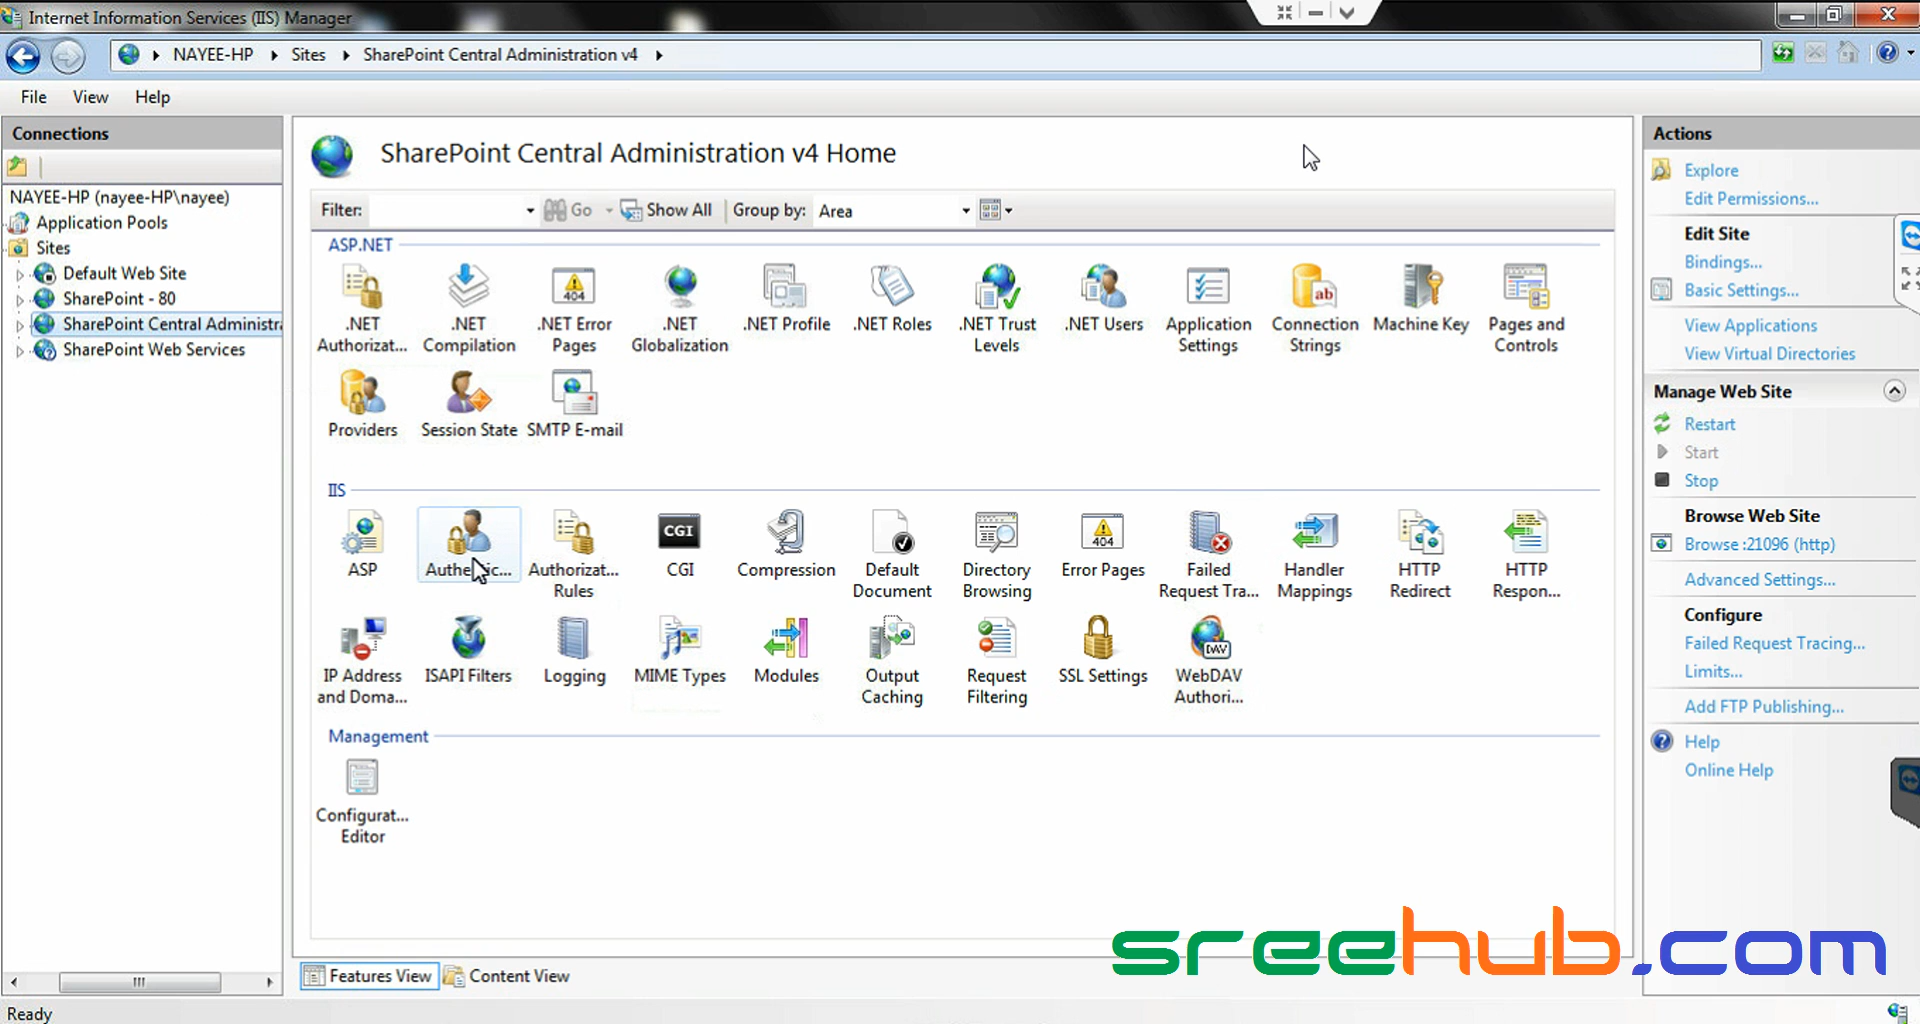 Internet Information Services (IIS) Manager
NAYEE-HP Sites SharePoint Central Administration v4
File View Help
Connections
NAYEE-HP (nayee-HP\nayee)
Application Pools
Sites
Default Web Site
SharePoint - 80
SharePoint Central Administra
SharePoint Web Services
SharePoint Central Administration v4 Home
Filter: Go Show All Group by: Area
ASP.NET
.NET Authorizat...
.NET Compilation
.NET Error Pages
404
.NET Globalization
.NET Profile
.NET Roles
.NET Trust Levels
.NET Users
Application Settings
ab
Connection Strings
Machine Key
Pages and Controls
Providers
Session State
SMTP E-mail
IIS
ASP
Authentic...
Authorizat... Rules
CGI
CGI
Compression
Default Document
Directory Browsing
404
Error Pages
Failed Request Tra...
Handler Mappings
HTTP Redirect
HTTP Respon...
IP Address and Doma...
ISAPI Filters
Logging
MIME Types
Modules
Output Caching
Request Filtering
SSL Settings
DAV
WebDAV Authori...
Management
Configurat... Editor
Features View Content View
Ready
Actions
Explore
Edit Permissions...
Edit Site
Bindings...
Basic Settings...
View Applications
View Virtual Directories
Manage Web Site
Restart
Start
Stop
Browse Web Site
Browse :21096 (http)
Advanced Settings...
Configure
Failed Request Tracing...
Limits...
Add FTP Publishing...
Help
Online Help
sreehub.com